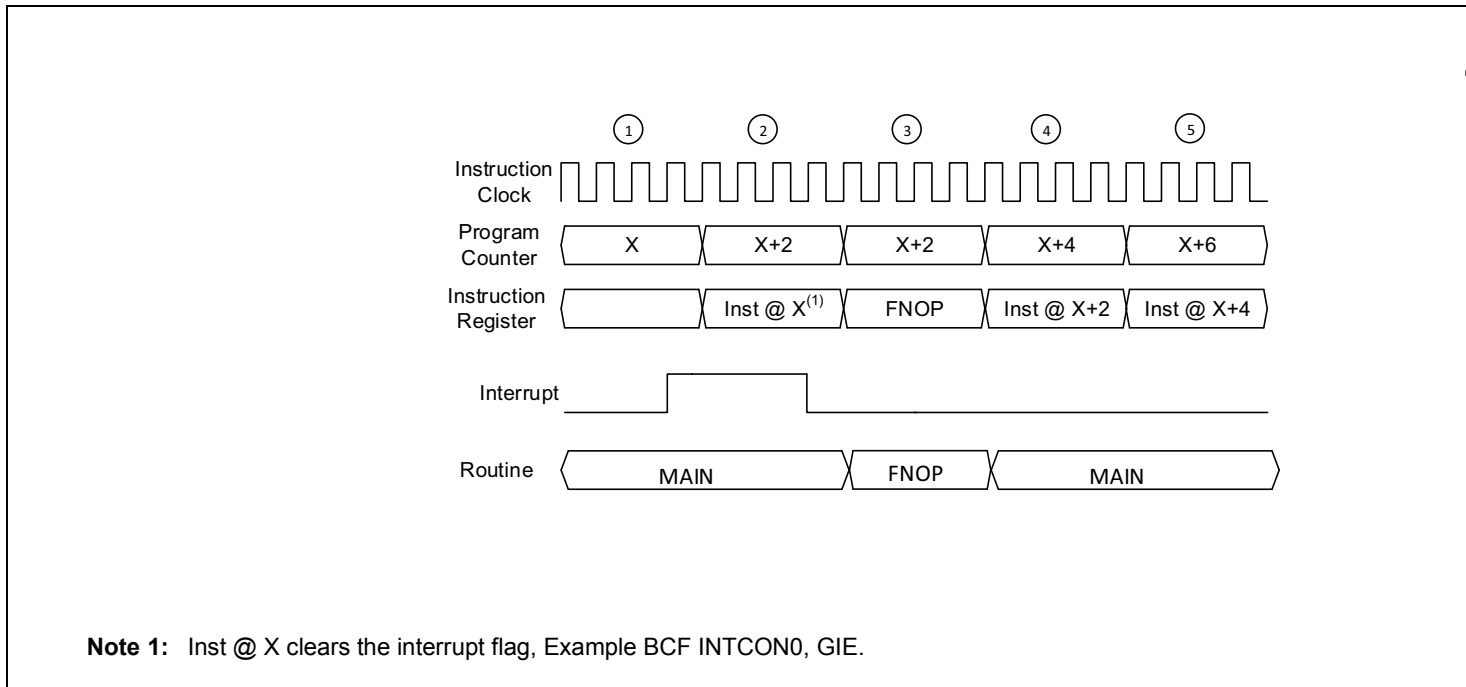 1 2 3 4 5
Instruction
Clock
Program
Counter
X X+2 X+2 X+4 X+6
Instruction
Register
Inst @ X(1) FNOP Inst @ X+2 Inst @ X+4
Interrupt
Routine MAIN FNOP MAIN
Note 1: Inst @ X clears the interrupt flag, Example BCF INTCON0, GIE.